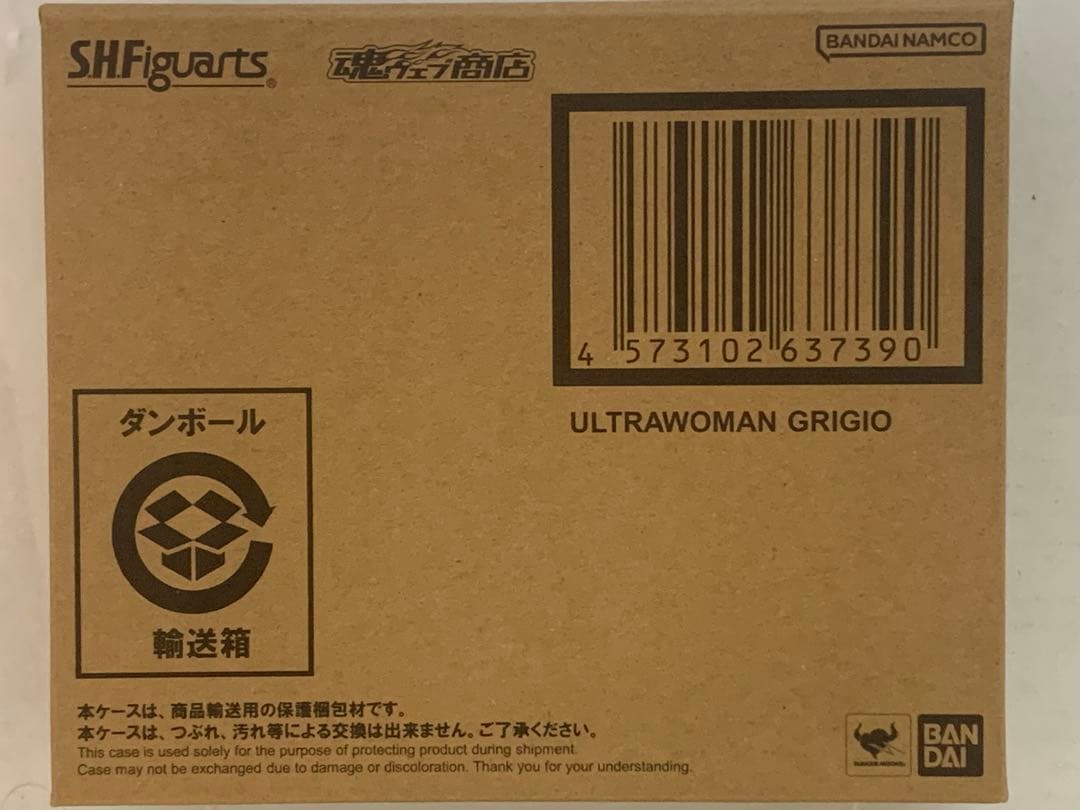 S.H.Figuarts®
魂ウェブ商店
BANDAI NAMCO
4 573102 637390
ULTRAWOMAN GRIGIO
ダンボール
輸送箱
本ケースは、商品輸送用の保護梱包材です。
本ケースは、つぶれ、汚れ等による交換は出来ません。ご了承ください。
This case is used solely for the purpose of protecting product during shipment.
Case may not be exchanged due to damage or discoloration. Thank you for your understanding.
BAN
DAI